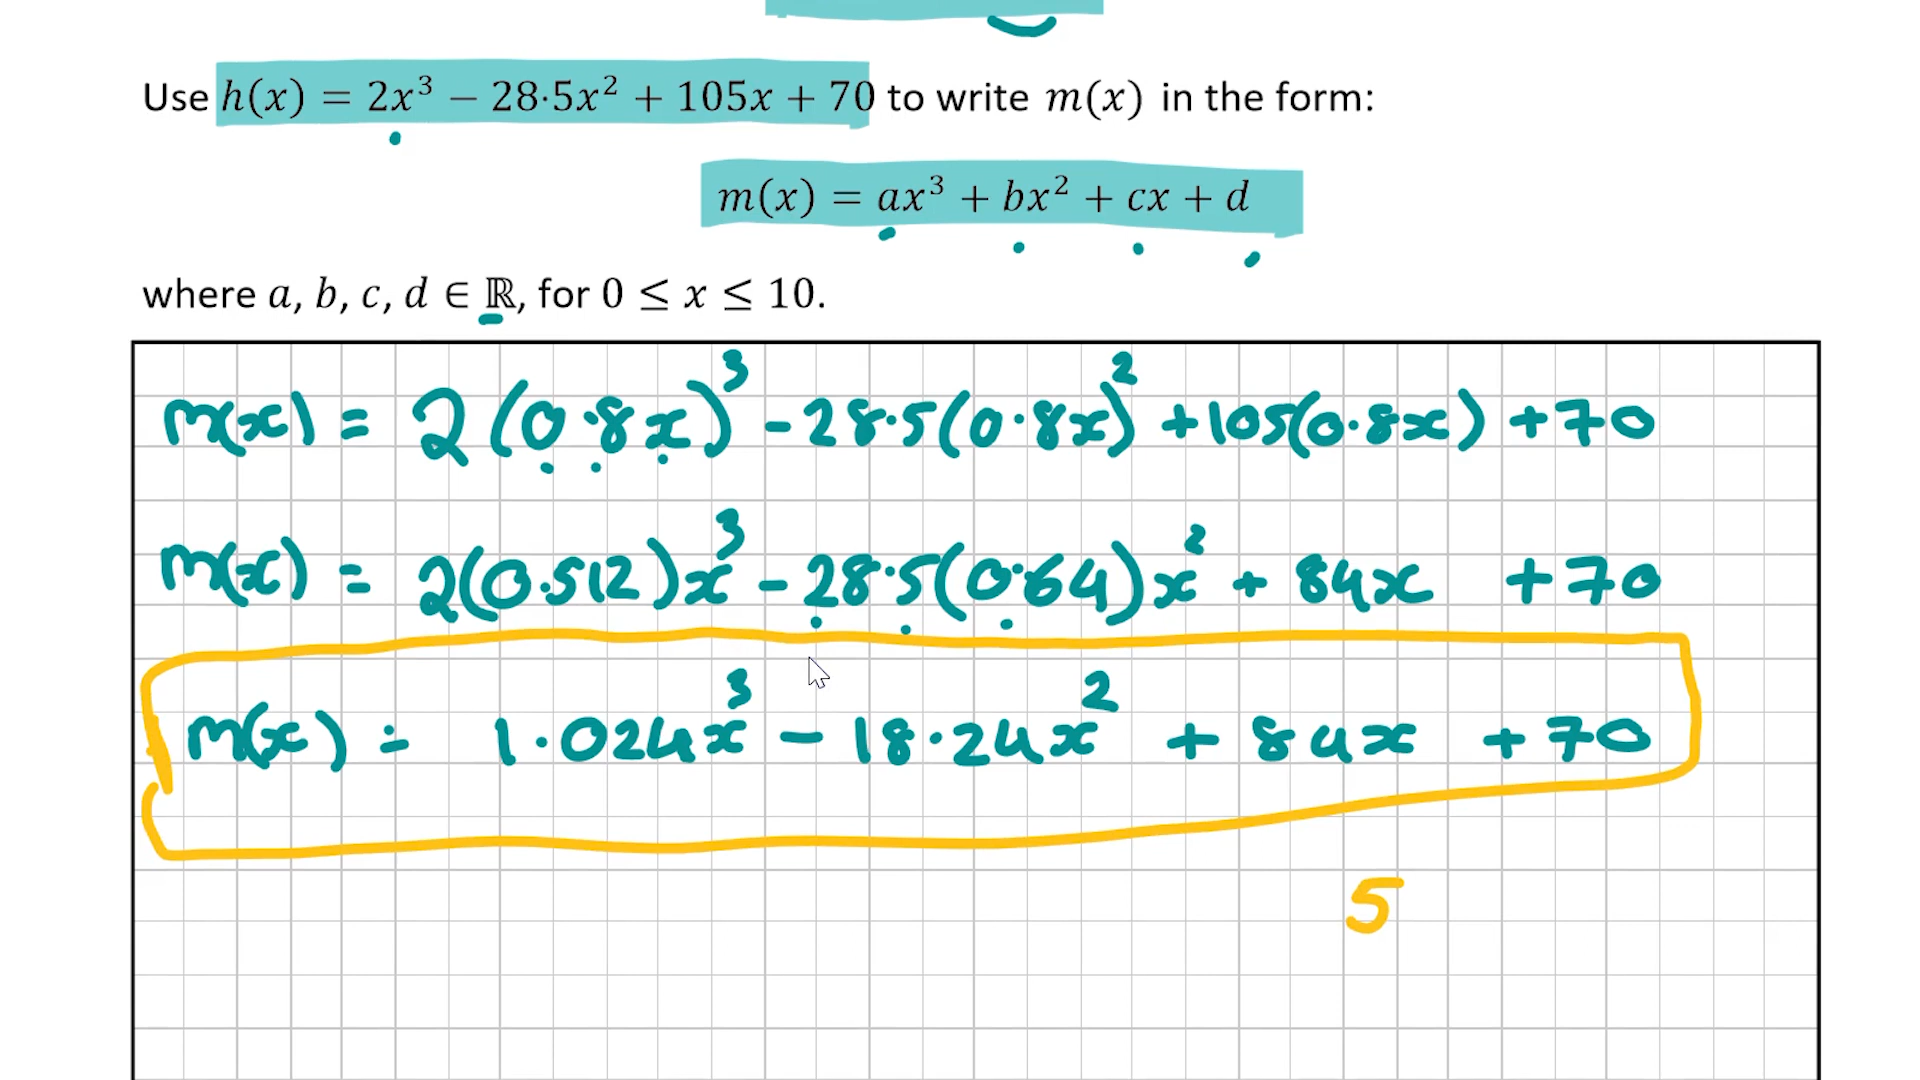 Use h(x) = 2x³ − 28·5x² + 105x + 70 to write m(x) in the form:
m(x) = ax³ + bx² + cx + d
where a, b, c, d ∈ ℝ, for 0 ≤ x ≤ 10.
m(x) = 2(0.8x)³ - 28.5(0.8x)² + 105(0.8x) + 70
m(x) = 2(0.512)x³ - 28.5(0.64)x² + 84x + 70
m(x) = 1.024x³ - 18.24x² + 84x + 70
5